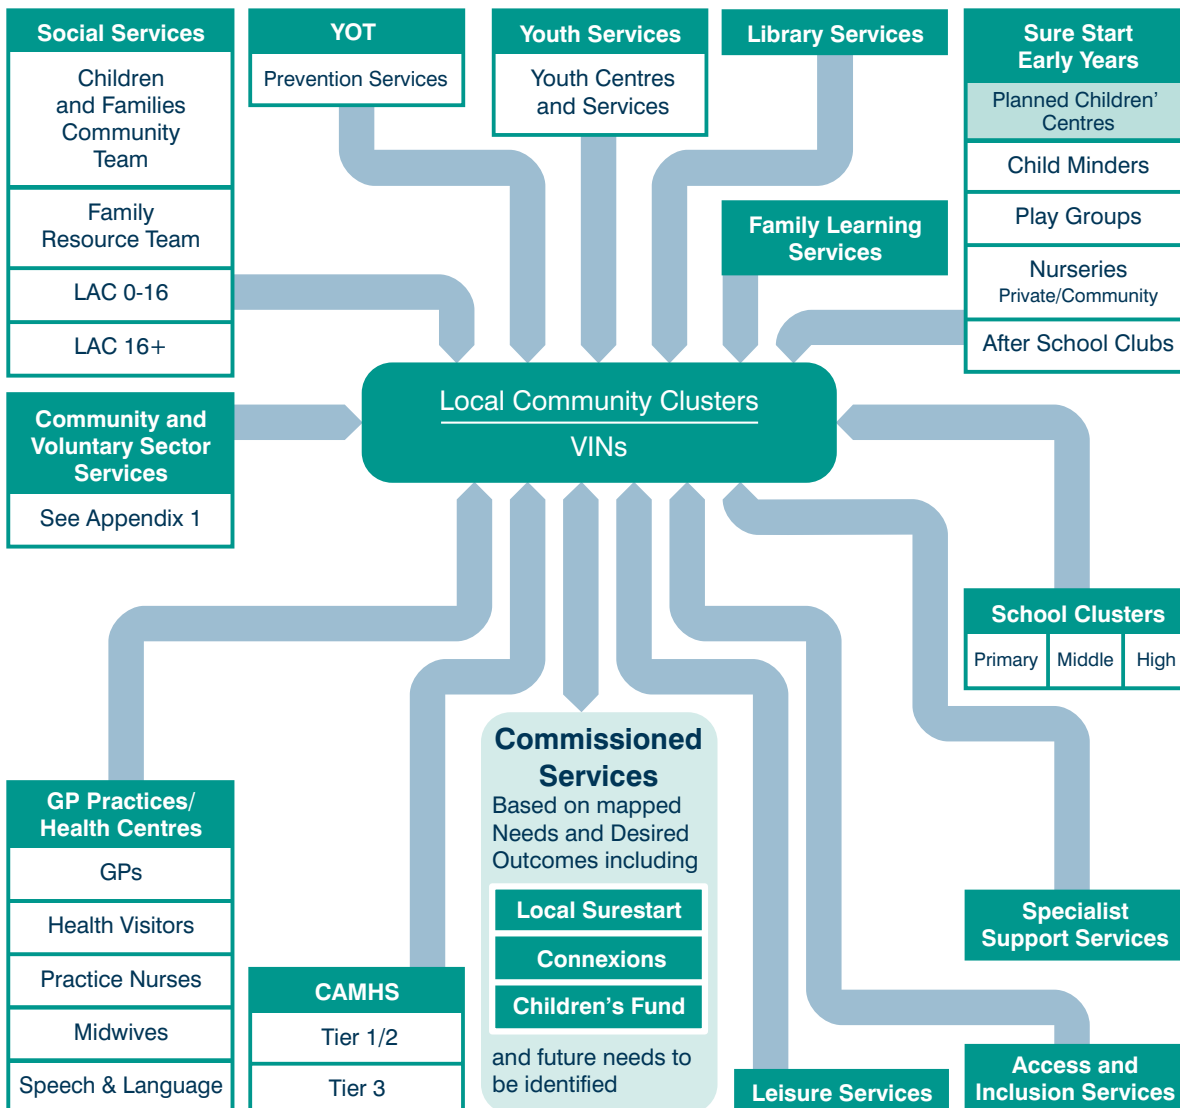 Social Services
Children
and Families
Community
Team
Family
Resource Team
LAC 0-16
LAC 16+
YOT
Prevention Services
Youth Services
Youth Centres
and Services
Library Services
Sure Start
Early Years
Planned Children'
Centres
Child Minders
Play Groups
Nurseries
Private/Community
After School Clubs
Family Learning
Services
Local Community Clusters
VINs
Community and
Voluntary Sector
Services
See Appendix 1
School Clusters
Primary
Middle
High
GP Practices/
Health Centres
GPs
Health Visitors
Practice Nurses
Midwives
Speech & Language
CAMHS
Tier 1/2
Tier 3
Commissioned
Services
Based on mapped
Needs and Desired
Outcomes including
Local Surestart
Connexions
Children's Fund
and future needs to
be identified
Leisure Services
Specialist
Support Services
Access and
Inclusion Services